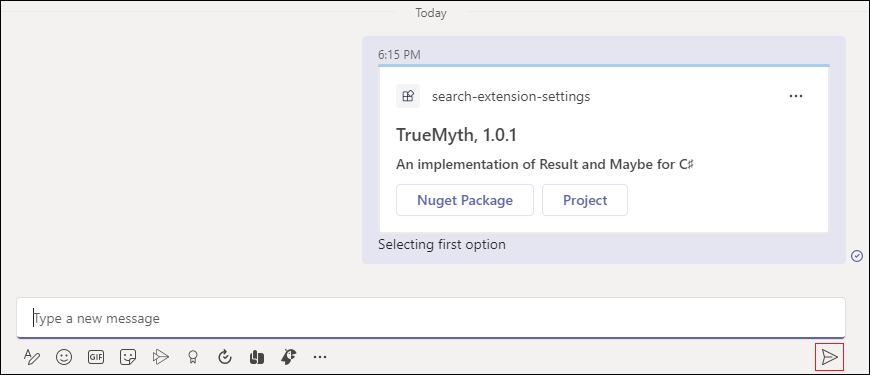 Today
6:15 PM
search-extension-settings
TrueMyth, 1.0.1
An implementation of Result and Maybe for C♯
Nuget Package
Project
Selecting first option
Type a new message
GIF